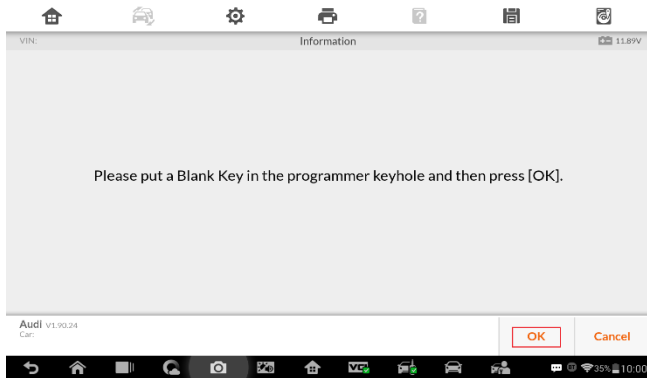 VIN:
Information
11.89V
Please put a Blank Key in the programmer keyhole and then press [OK].
Audi V1.90.24
Car:
OK
Cancel
VC
35%
10:00